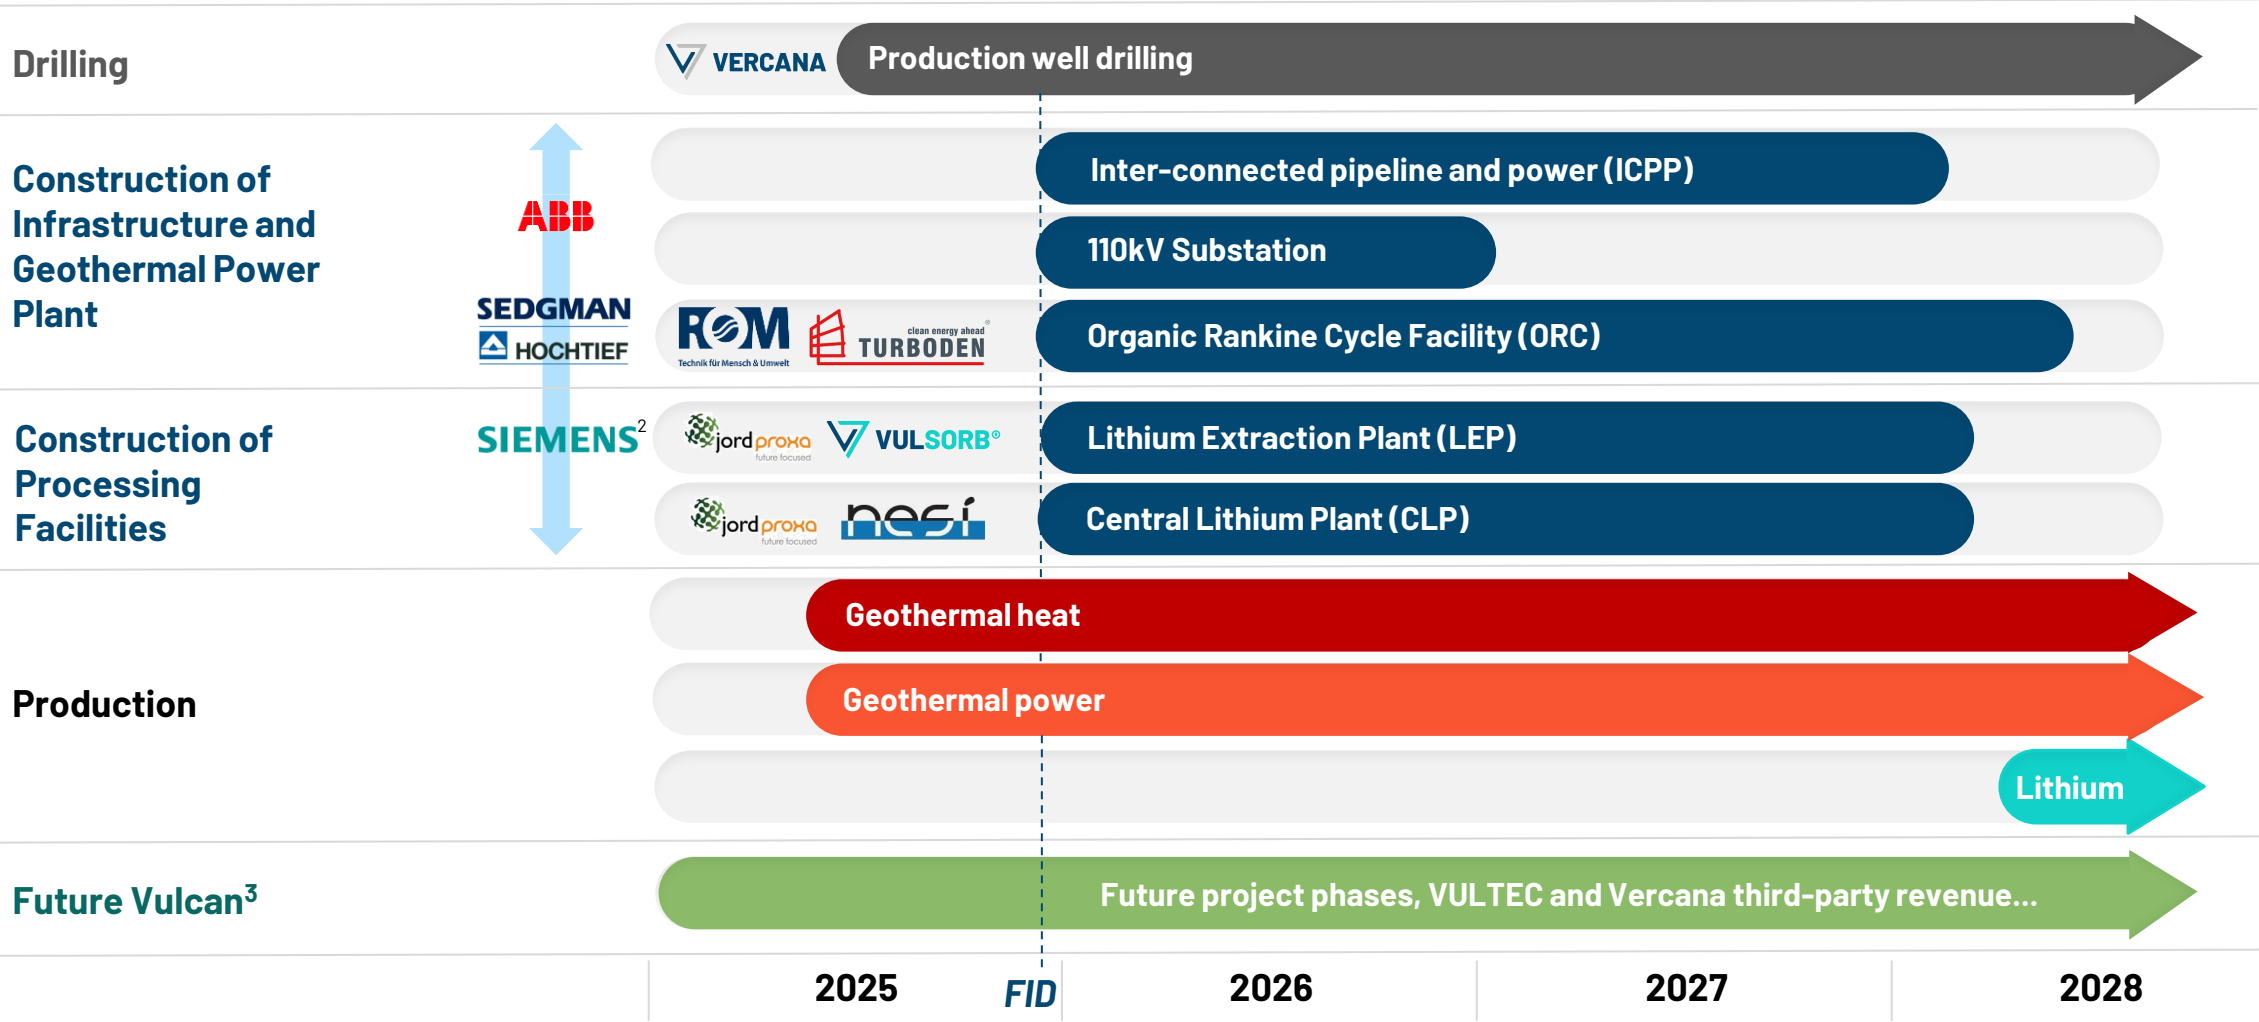 Drilling
VERCANA
Production well drilling
Construction of
Infrastructure and
Geothermal Power
Plant
ABB
SEDGMAN
HOCHTIEF
Inter-connected pipeline and power (ICPP)
110kV Substation
ROM
Technik für Mensch & Umwelt
clean energy ahead
TURBODEN®
Organic Rankine Cycle Facility (ORC)
Construction of
Processing
Facilities
SIEMENS²
jord proxa
future focused
VULSORB®
Lithium Extraction Plant (LEP)
jord proxa
future focused
nesi
Central Lithium Plant (CLP)
Production
Geothermal heat
Geothermal power
Lithium
Future Vulcan³
Future project phases, VULTEC and Vercana third-party revenue...
2025
FID
2026
2027
2028